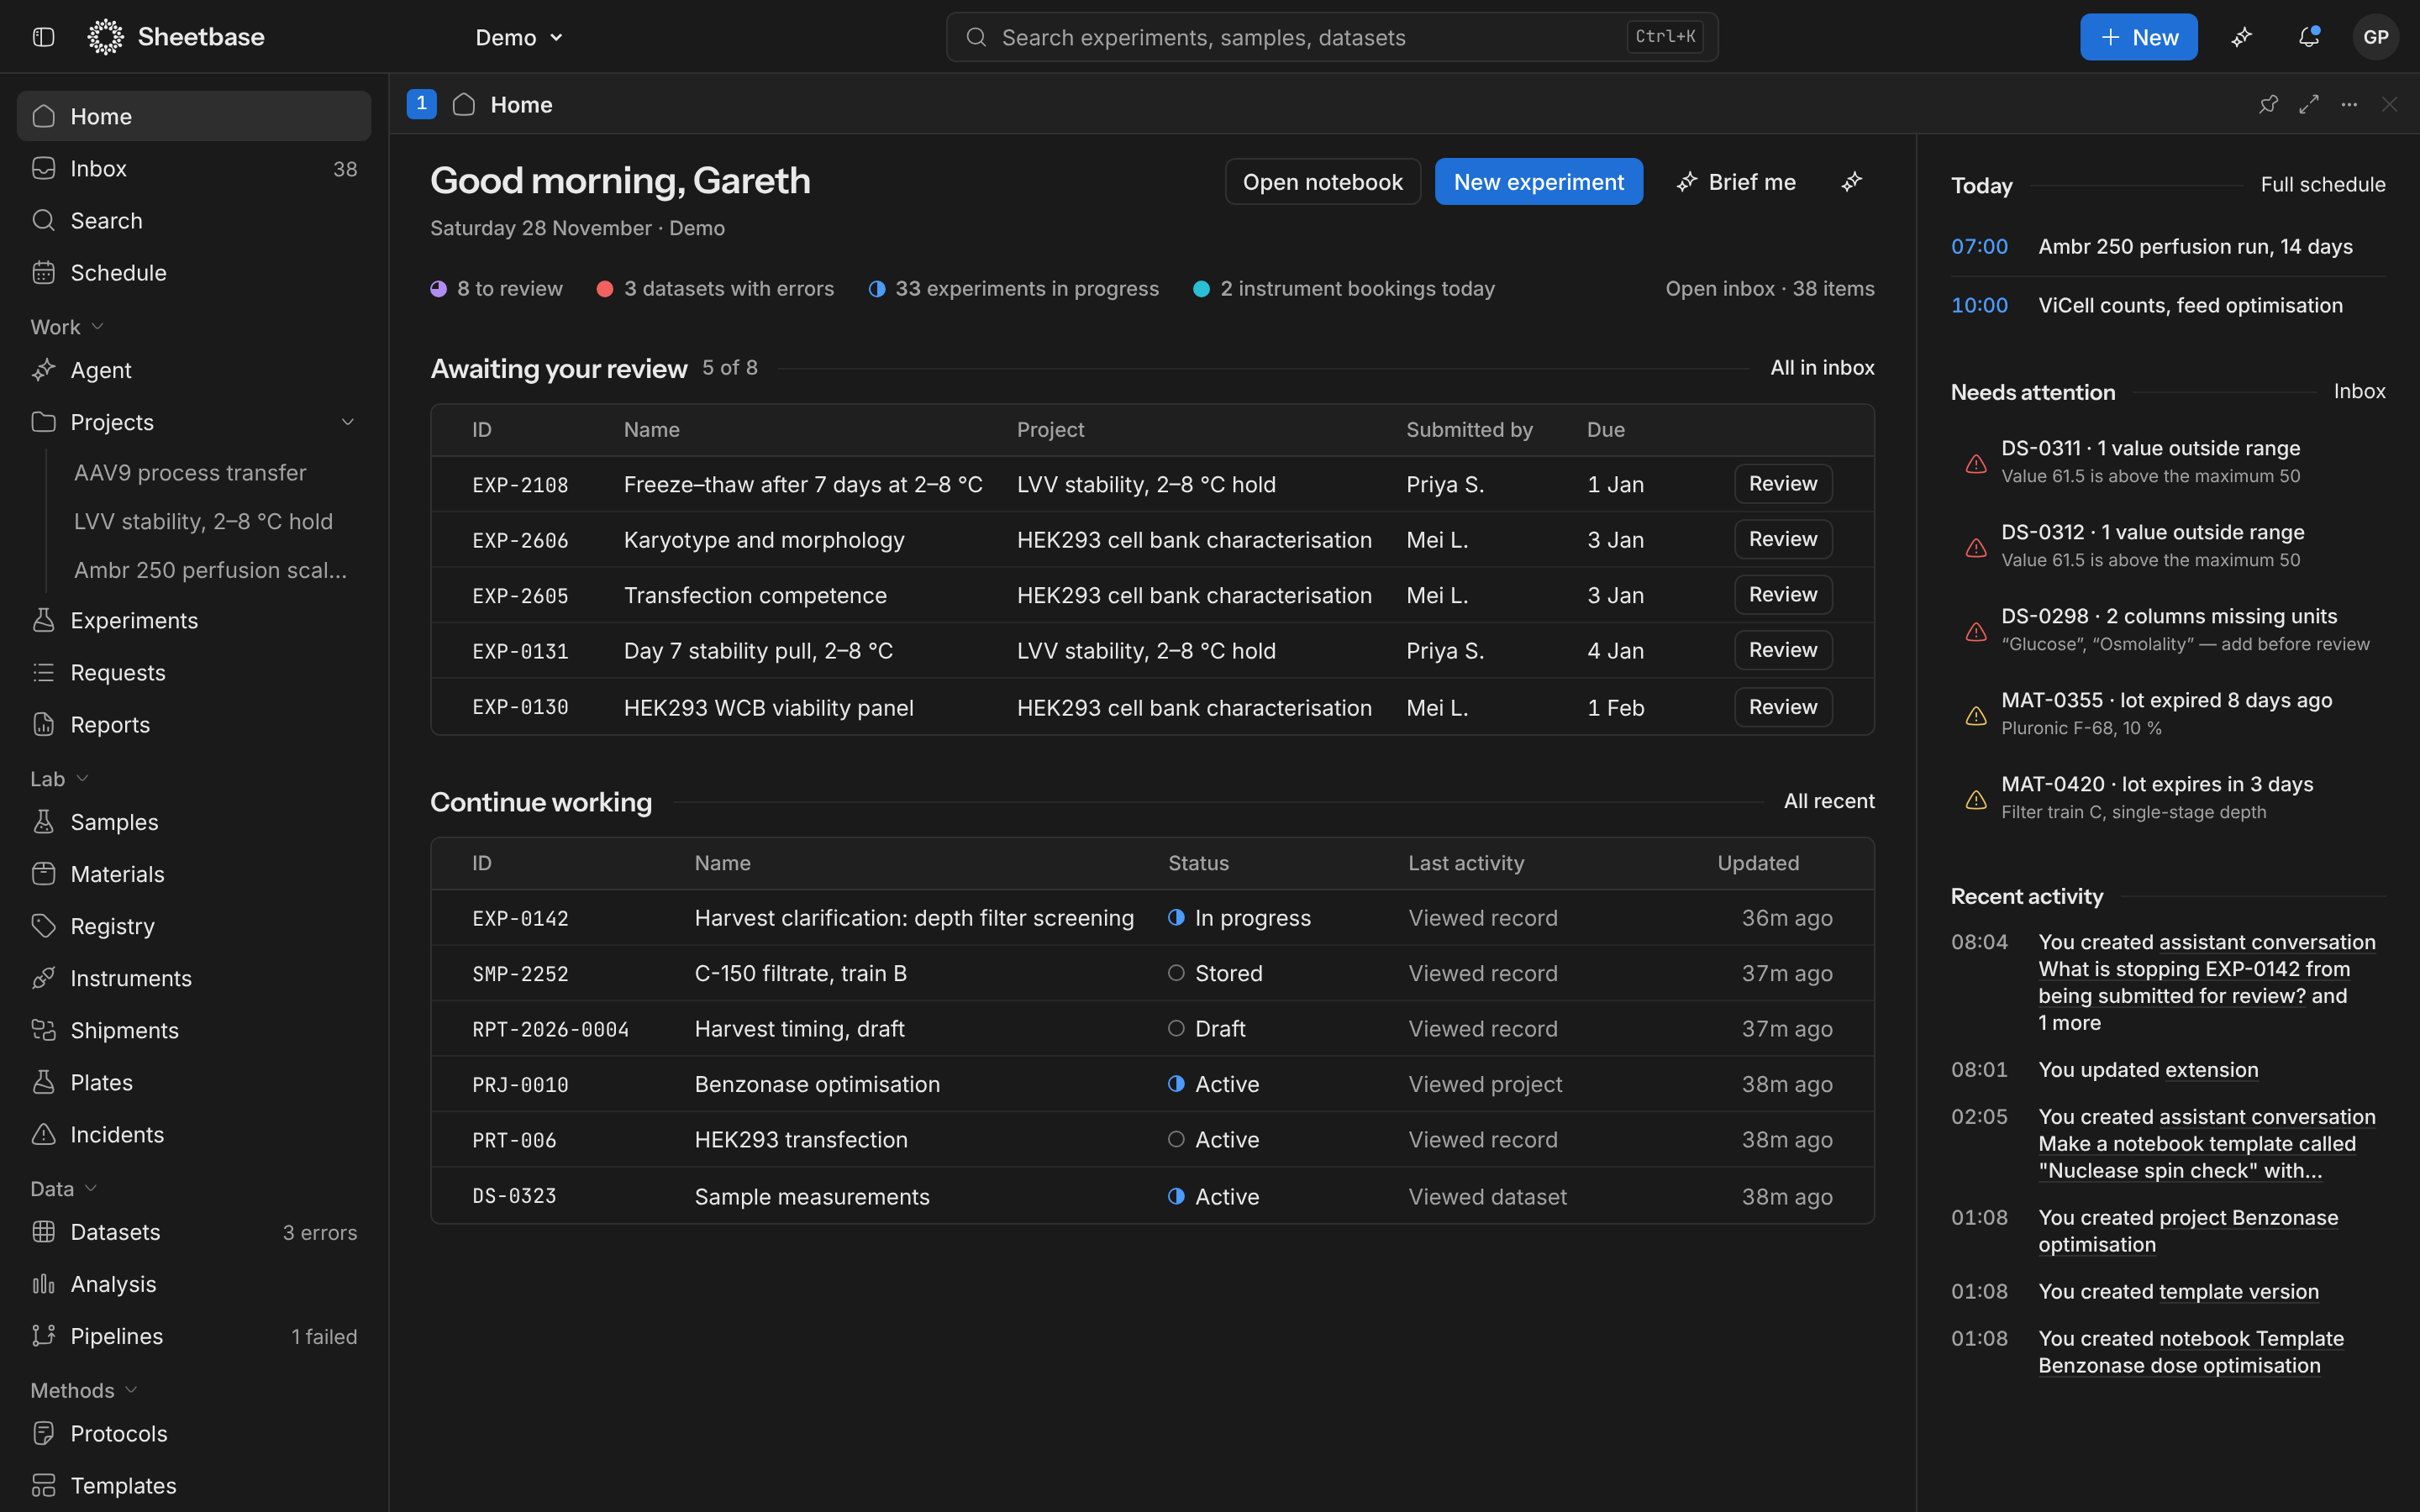 Sheetbase
Demo
Search experiments, samples, datasets
Ctrl+K
New
GP
Home
Inbox 38
Search
Schedule
Work
Agent
Projects
AAV9 process transfer
LVV stability, 2–8 °C hold
Ambr 250 perfusion scal...
Experiments
Requests
Reports
Lab
Samples
Materials
Registry
Instruments
Shipments
Plates
Incidents
Data
Datasets 3 errors
Analysis
Pipelines 1 failed
Methods
Protocols
Templates
1 Home
Good morning, Gareth
Open notebook
New experiment
Brief me
Saturday 28 November · Demo
8 to review
3 datasets with errors
33 experiments in progress
2 instrument bookings today
Open inbox · 38 items
Awaiting your review 5 of 8
All in inbox
ID Name Project Submitted by Due
EXP-2108 Freeze–thaw after 7 days at 2–8 °C LVV stability, 2–8 °C hold Priya S. 1 Jan Review
EXP-2606 Karyotype and morphology HEK293 cell bank characterisation Mei L. 3 Jan Review
EXP-2605 Transfection competence HEK293 cell bank characterisation Mei L. 3 Jan Review
EXP-0131 Day 7 stability pull, 2–8 °C LVV stability, 2–8 °C hold Priya S. 4 Jan Review
EXP-0130 HEK293 WCB viability panel HEK293 cell bank characterisation Mei L. 1 Feb Review
Continue working
All recent
ID Name Status Last activity Updated
EXP-0142 Harvest clarification: depth filter screening In progress Viewed record 36m ago
SMP-2252 C-150 filtrate, train B Stored Viewed record 37m ago
RPT-2026-0004 Harvest timing, draft Draft Viewed record 37m ago
PRJ-0010 Benzonase optimisation Active Viewed project 38m ago
PRT-006 HEK293 transfection Active Viewed record 38m ago
DS-0323 Sample measurements Active Viewed dataset 38m ago
Today
Full schedule
07:00 Ambr 250 perfusion run, 14 days
10:00 ViCell counts, feed optimisation
Needs attention
Inbox
DS-0311 · 1 value outside range
Value 61.5 is above the maximum 50
DS-0312 · 1 value outside range
Value 61.5 is above the maximum 50
DS-0298 · 2 columns missing units
“Glucose”, “Osmolality” — add before review
MAT-0355 · lot expired 8 days ago
Pluronic F-68, 10 %
MAT-0420 · lot expires in 3 days
Filter train C, single-stage depth
Recent activity
08:04 You created assistant conversation
What is stopping EXP-0142 from
being submitted for review? and
1 more
08:01 You updated extension
02:05 You created assistant conversation
Make a notebook template called
"Nuclease spin check" with...
01:08 You created project Benzonase
optimisation
01:08 You created template version
01:08 You created notebook Template
Benzonase dose optimisation